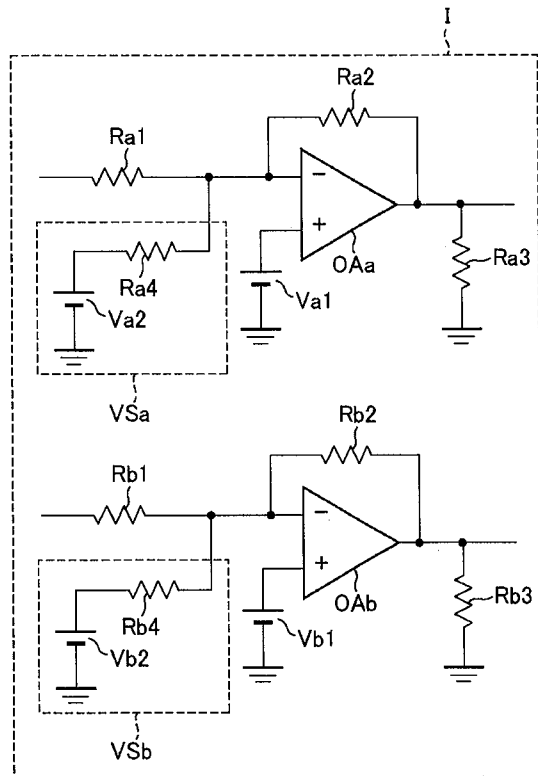 I
Ra2
Ra1
−
+
OAa
Ra3
Ra4
Va1
Va2
VSa
Rb2
Rb1
−
+
OAb
Rb3
Rb4
Vb1
Vb2
VSb